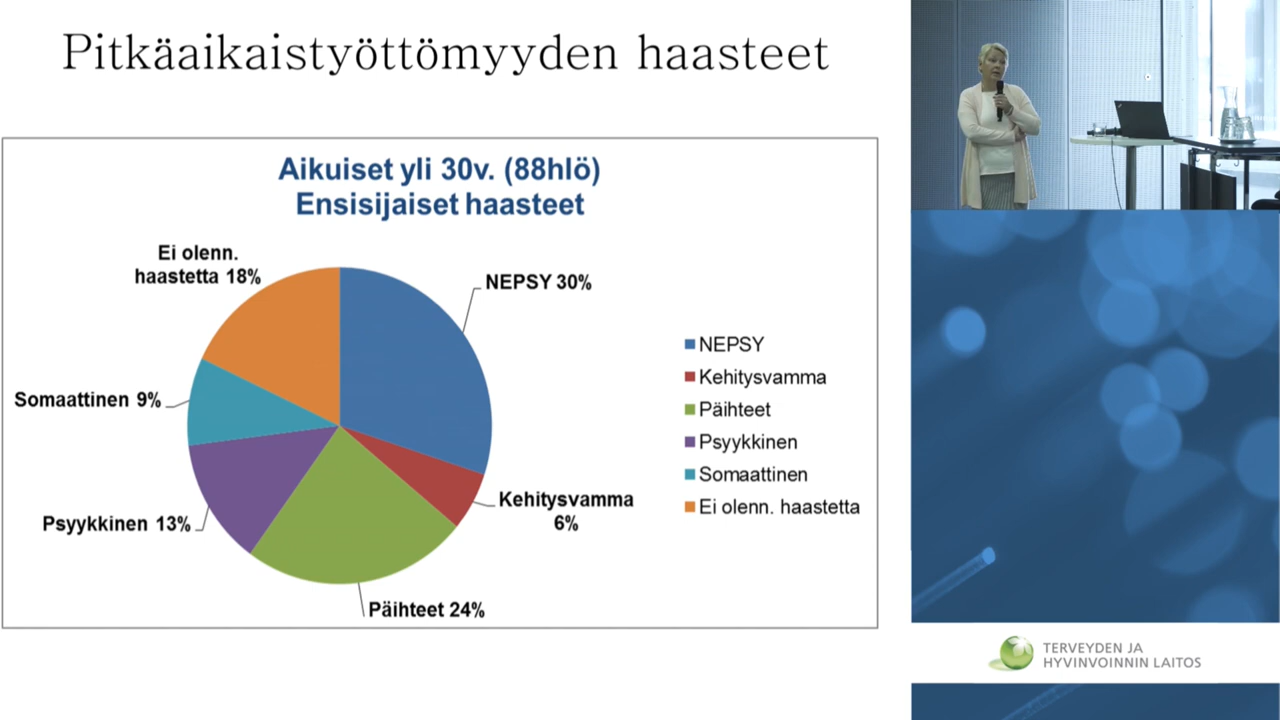 Pitkäaikaistyöttömyyden haasteet
Aikuiset yli 30v. (88hlö)
Ensisijaiset haasteet
Ei olenn.
haastetta 18%
NEPSY 30%
Somaattinen 9%
Kehitysvamma
6%
Psyykkinen 13%
Päihteet 24%
NEPSY
Kehitysvamma
Päihteet
Psyykkinen
Somaattinen
Ei olenn. haastetta
TERVEYDEN JA
HYVINVOINNIN LAITOS